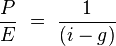 P/E = 1/(i − g)